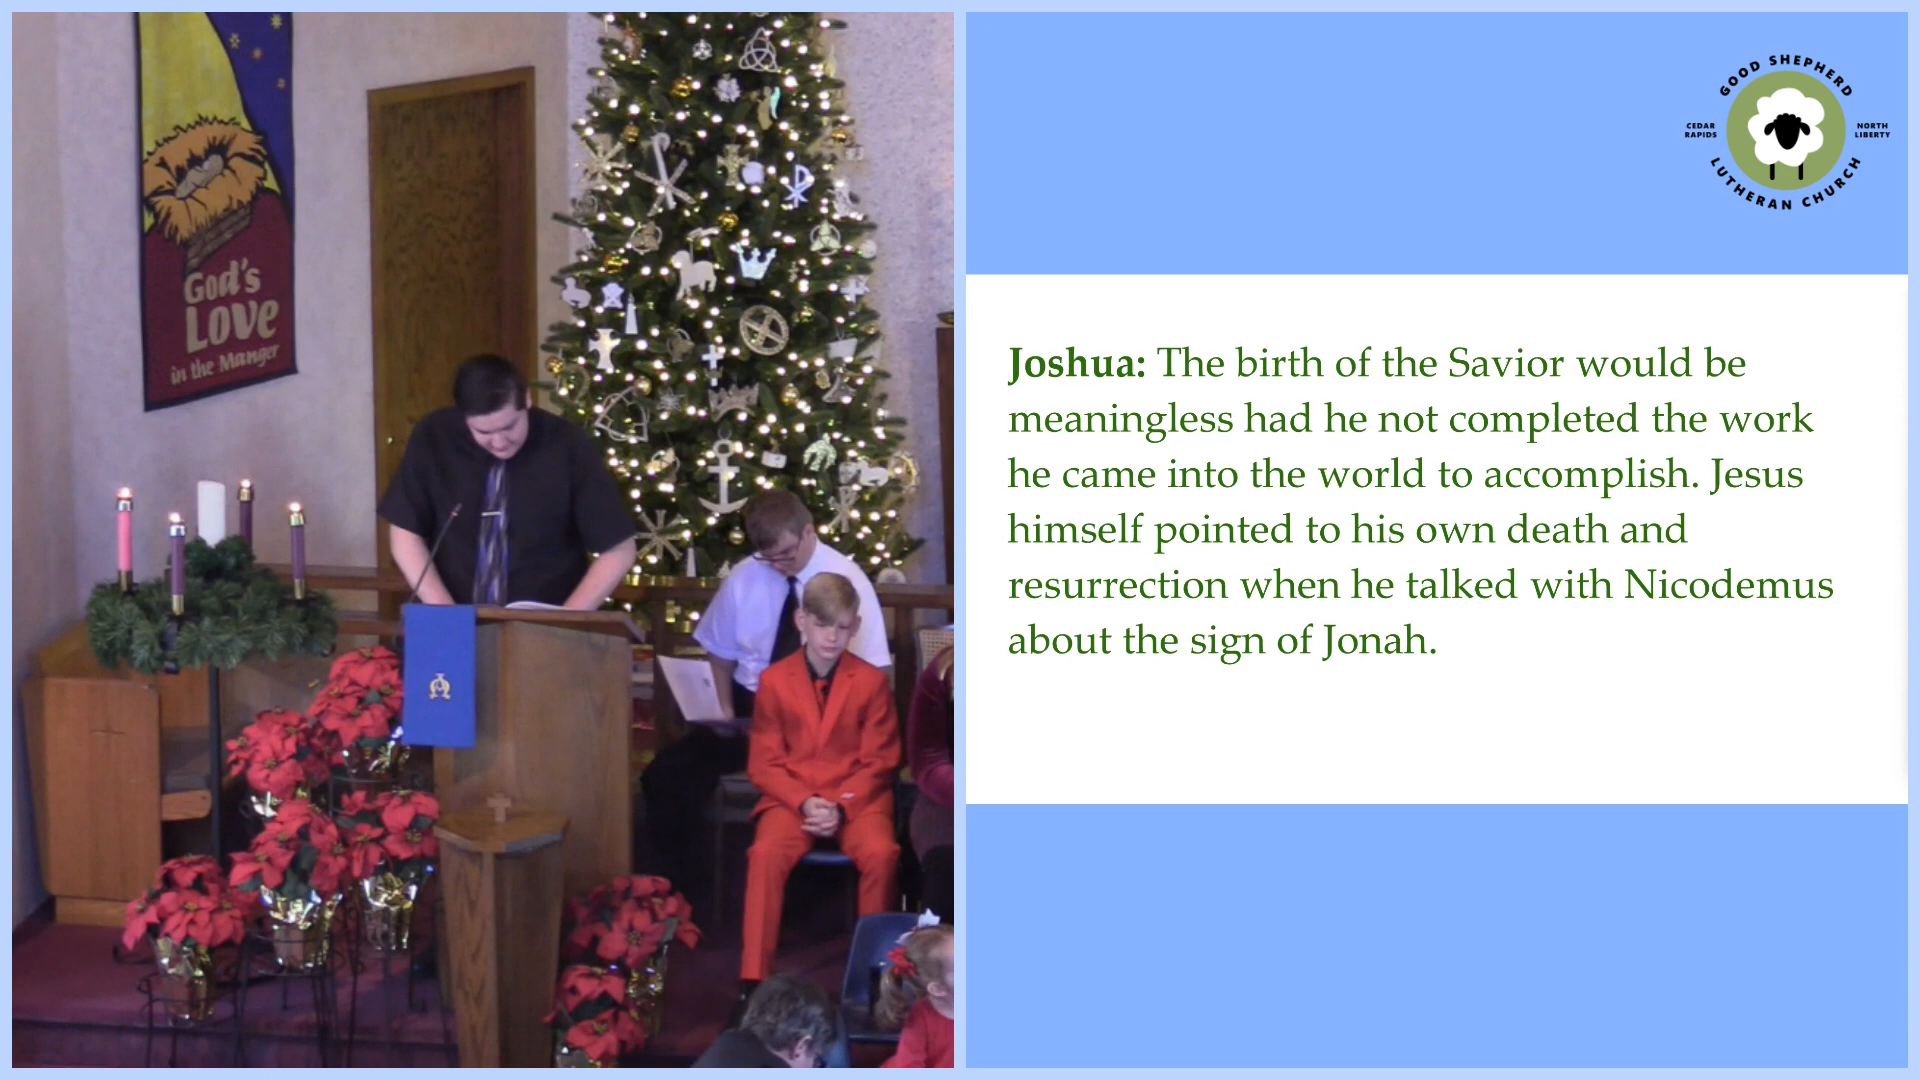 God's
LOVE
in the Manger
GOOD SHEPHERD
CEDAR
RAPIDS
NORTH
LIBERTY
LUTHERAN CHURCH
Joshua: The birth of the Savior would be
meaningless had he not completed the work
he came into the world to accomplish. Jesus
himself pointed to his own death and
resurrection when he talked with Nicodemus
about the sign of Jonah.